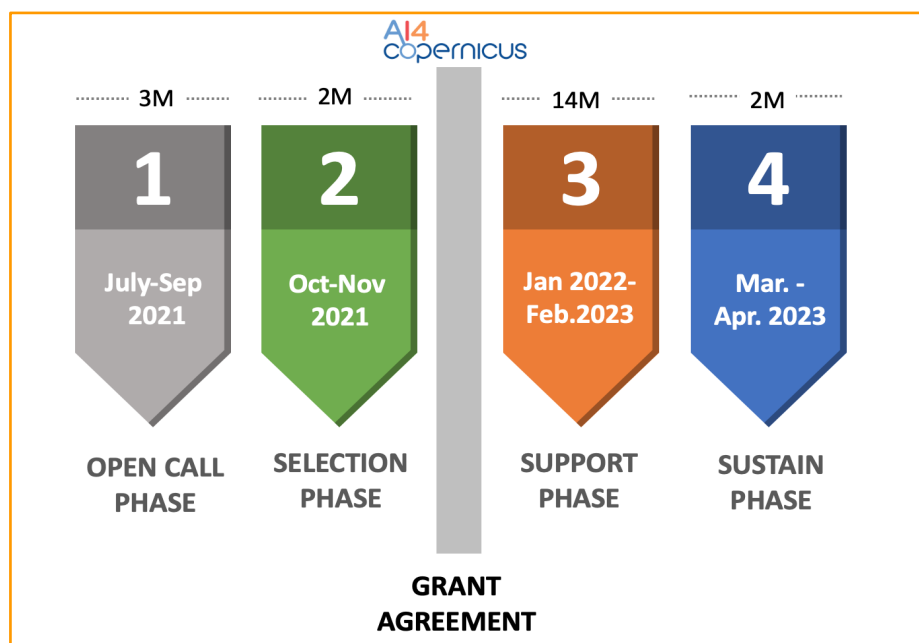 AI4
copernicus
3M
2M
14M
2M
1
2
3
4
July-Sep
2021
Oct-Nov
2021
Jan 2022-
Feb.2023
Mar. -
Apr. 2023
OPEN CALL
PHASE
SELECTION
PHASE
SUPPORT
PHASE
SUSTAIN
PHASE
GRANT
AGREEMENT